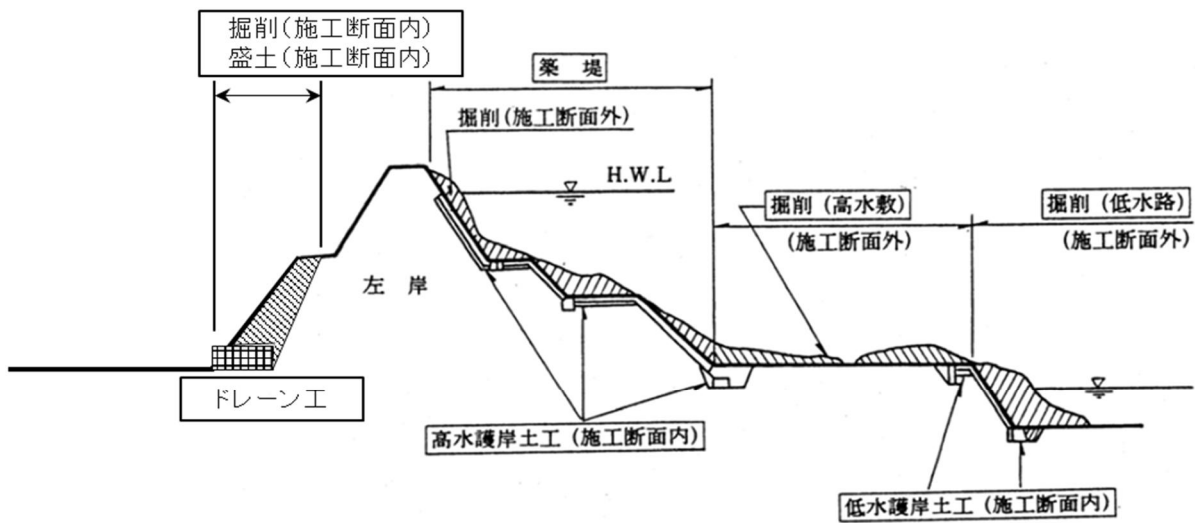 掘削(施工断面内)
盛土(施工断面内)
築 堤
掘削(施工断面外)
H.W.L
掘削(高水敷)
(施工断面外)
掘削(低水路)
(施工断面外)
左 岸
ドレーン工
高水護岸土工(施工断面内)
低水護岸土工(施工断面内)